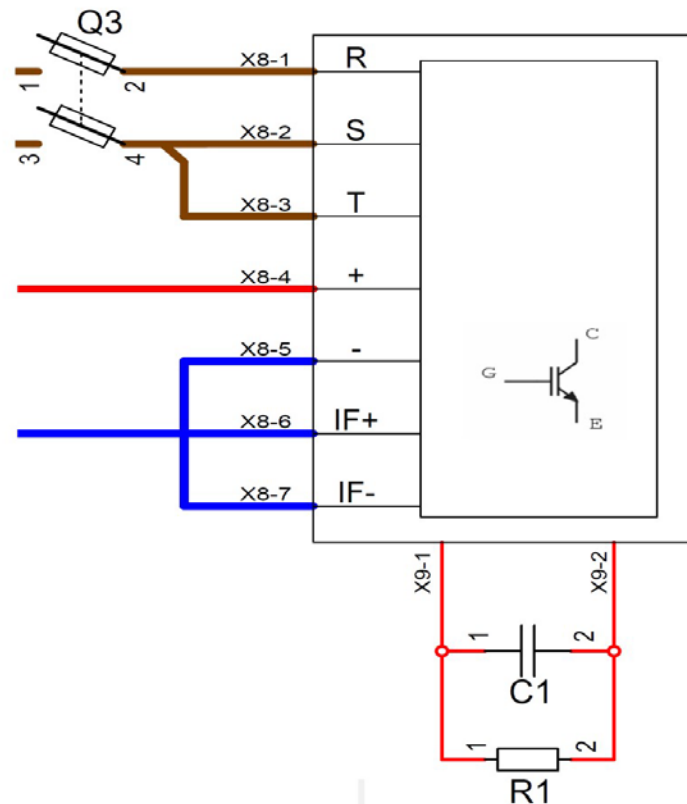 Q3
X8-1
R
1
2
X8-2
S
3
4
X8-3
T
X8-4
+
X8-5
-
C
G
E
X8-6
IF+
X8-7
IF-
X9-1
X9-2
1
2
C1
1
2
R1